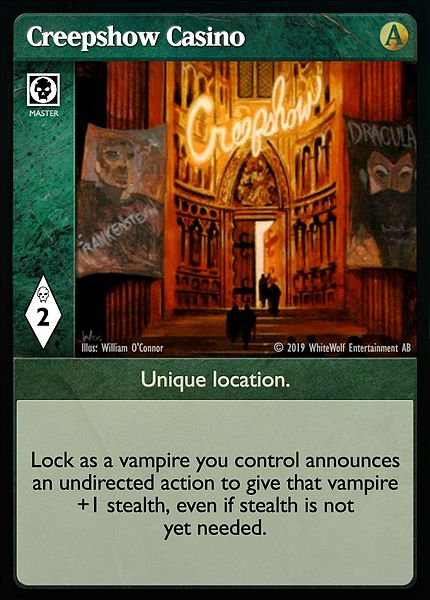 Creepshow Casino
A
MASTER
Creepshow
FRANKENSTEIN
DRACULA
2
Illus: William O'Connor
© 2019 WhiteWolf Entertainment AB
Unique location.
Lock as a vampire you control announces
an undirected action to give that vampire
+1 stealth, even if stealth is not
yet needed.